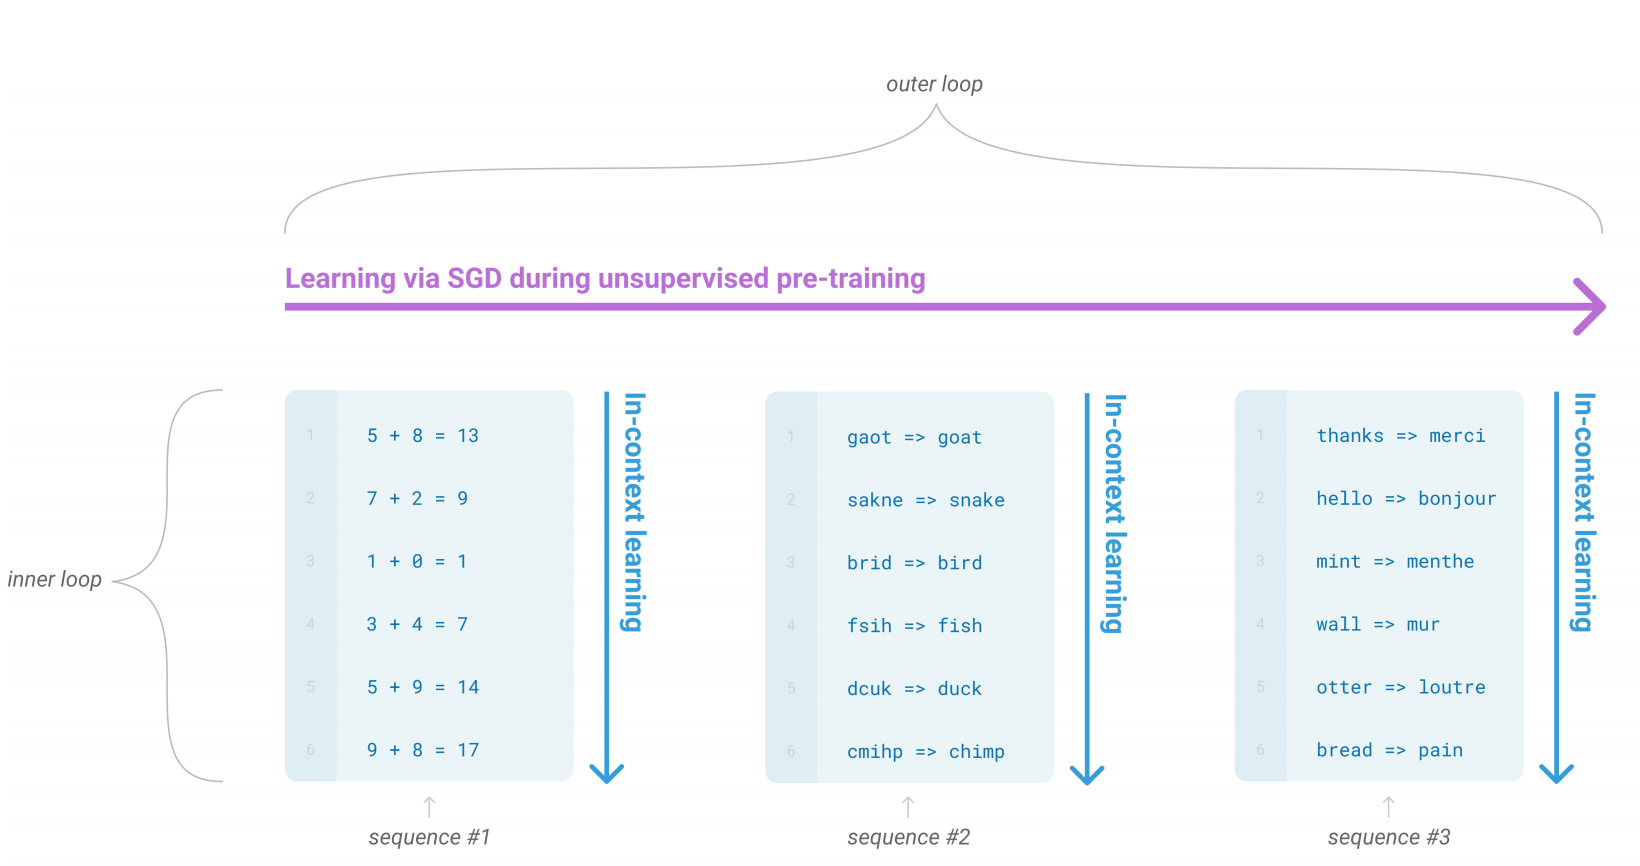 outer loop
Learning via SGD during unsupervised pre-training
inner loop
1 5 + 8 = 13
2 7 + 2 = 9
3 1 + 0 = 1
4 3 + 4 = 7
5 5 + 9 = 14
6 9 + 8 = 17
In-context learning
sequence #1
1 gaot => goat
2 sakne => snake
3 brid => bird
4 fsih => fish
5 dcuk => duck
6 cmihp => chimp
In-context learning
sequence #2
1 thanks => merci
2 hello => bonjour
3 mint => menthe
4 wall => mur
5 otter => loutre
6 bread => pain
In-context learning
sequence #3